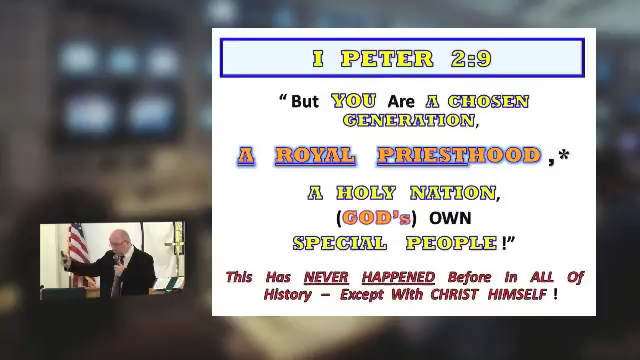 I PETER 2:9
“ But YOU Are A CHOSEN
GENERATION,
A ROYAL PRIESTHOOD ,*
A HOLY NATION,
(GOD's) OWN
SPECIAL PEOPLE !”
This Has NEVER HAPPENED Before In ALL Of
History – Except With CHRIST HIMSELF !